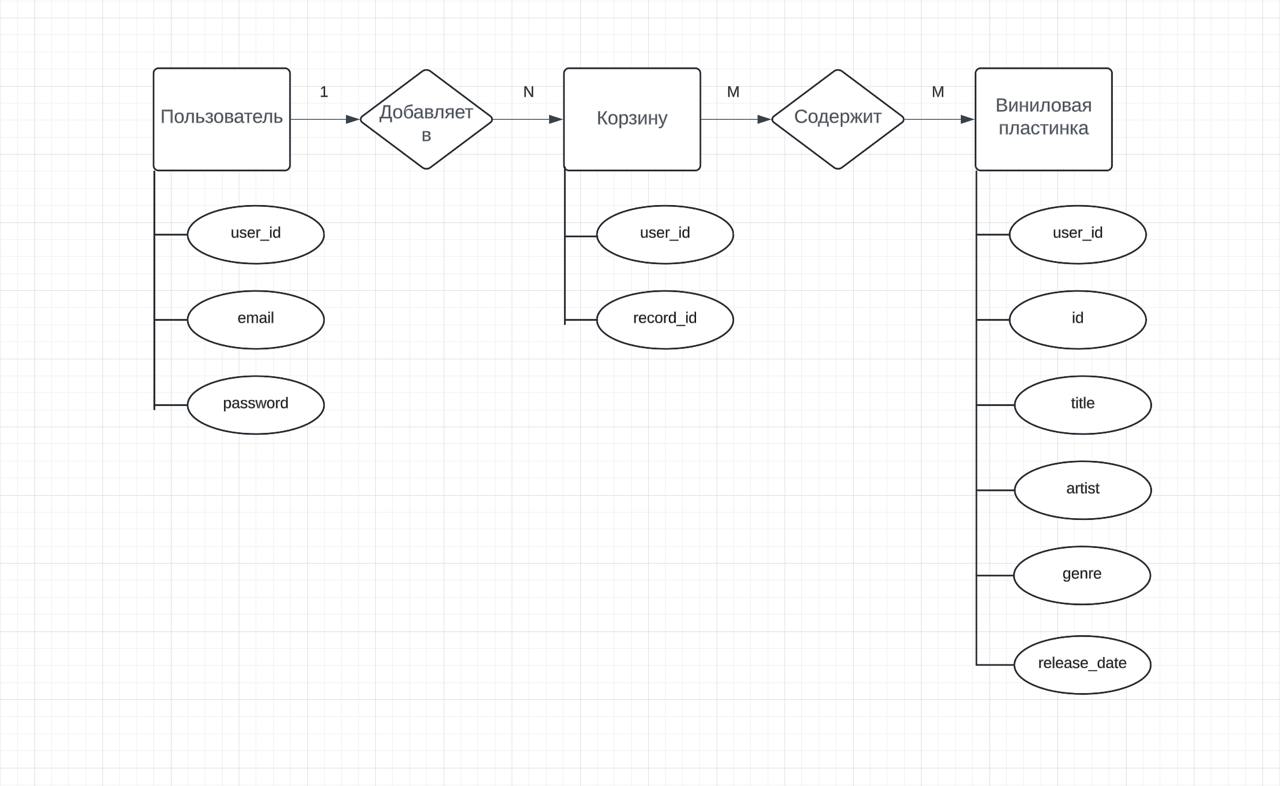 Пользователь
1
Добавляет
в
N
Корзину
M
Содержит
M
Виниловая
пластинка
user_id
email
password
user_id
record_id
user_id
id
title
artist
genre
release_date